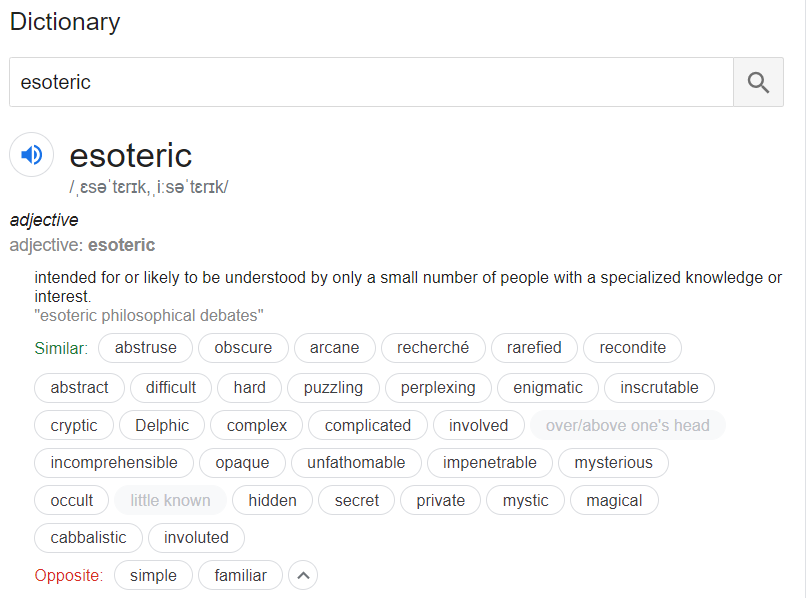 Dictionary
esoteric
esoteric
/ˌɛsəˈtɛrɪk,ˌiːsəˈtɛrɪk/
adjective
adjective: esoteric
intended for or likely to be understood by only a small number of people with a specialized knowledge or
interest.
"esoteric philosophical debates"
Similar: abstruse obscure arcane recherché rarefied recondite
abstract difficult hard puzzling perplexing enigmatic inscrutable
cryptic Delphic complex complicated involved over/above one's head
incomprehensible opaque unfathomable impenetrable mysterious
occult little known hidden secret private mystic magical
cabbalistic involuted
Opposite: simple familiar